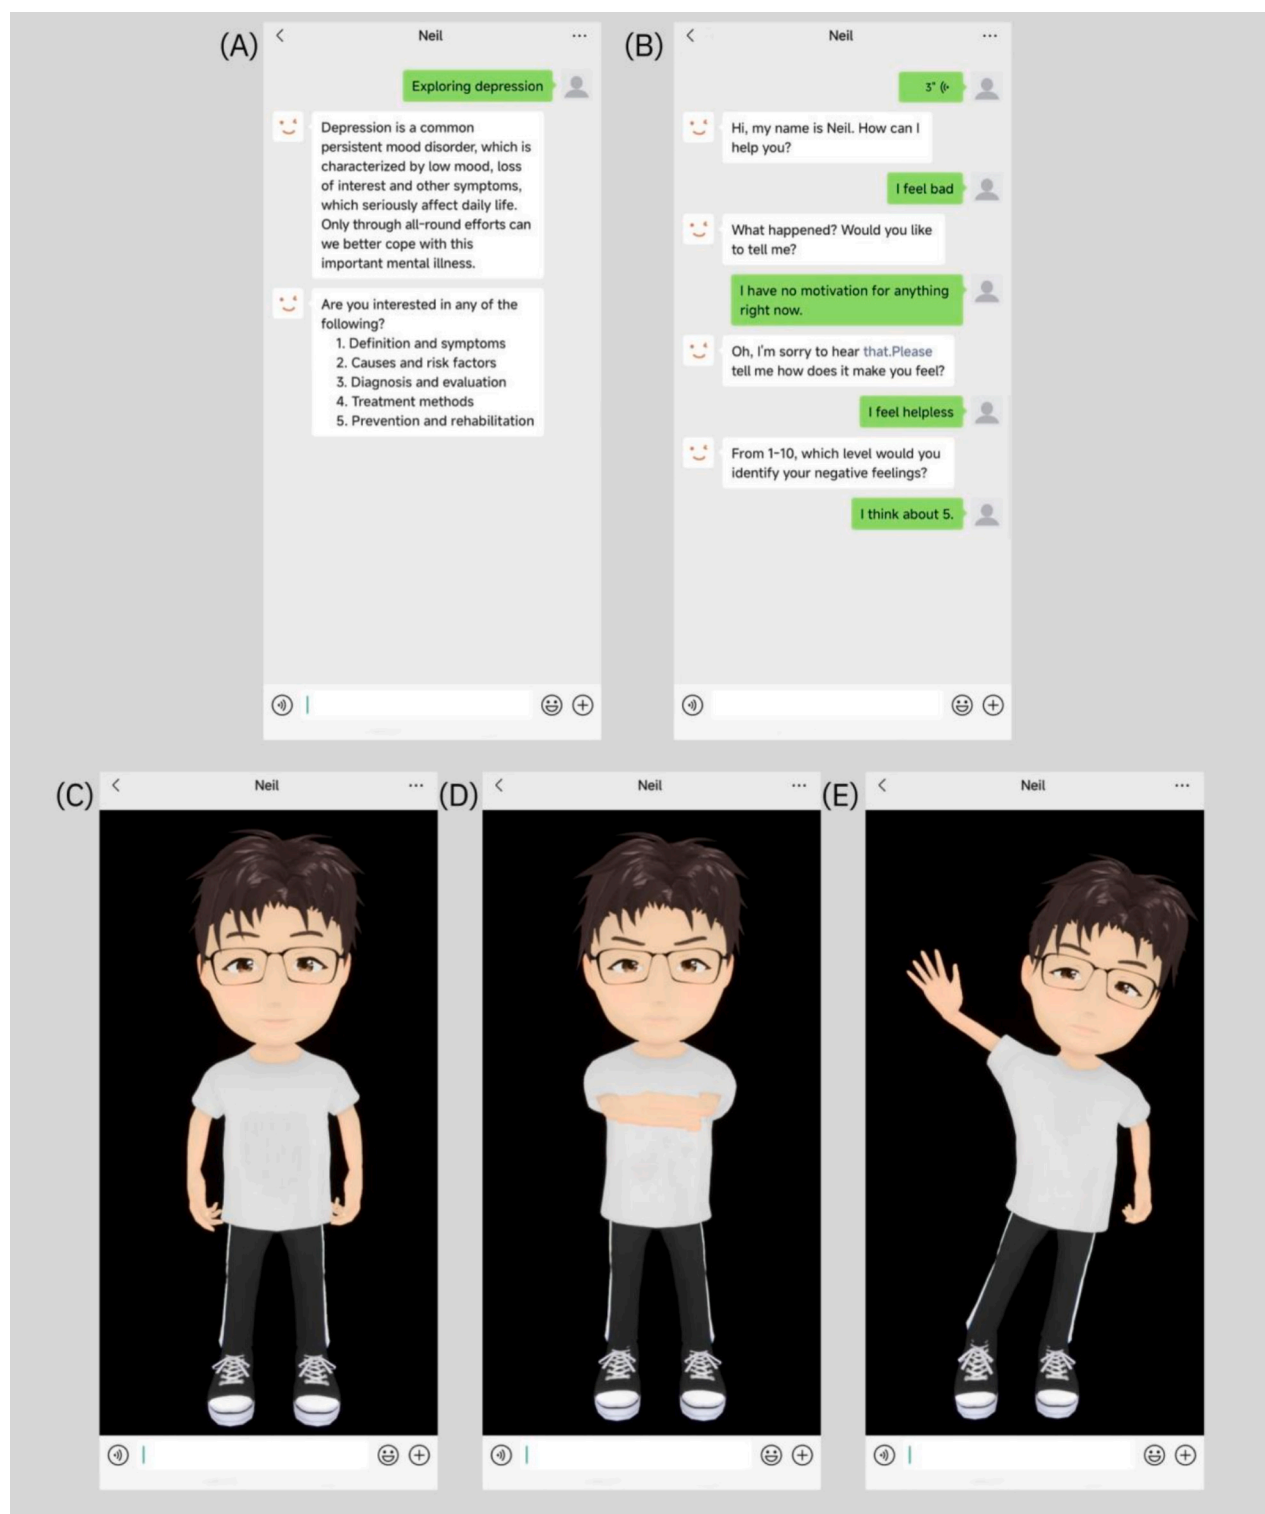 (A)
Neil
Exploring depression
Depression is a common
persistent mood disorder, which is
characterized by low mood, loss
of interest and other symptoms,
which seriously affect daily life.
Only through all-round efforts can
we better cope with this
important mental illness.
Are you interested in any of the
following?
1. Definition and symptoms
2. Causes and risk factors
3. Diagnosis and evaluation
4. Treatment methods
5. Prevention and rehabilitation
(B)
Neil
3"
Hi, my name is Neil. How can I
help you?
I feel bad
What happened? Would you like
to tell me?
I have no motivation for anything
right now.
Oh, I'm sorry to hear that.Please
tell me how does it make you feel?
I feel helpless
From 1-10, which level would you
identify your negative feelings?
I think about 5.
(C)
Neil
(D)
Neil
(E)
Neil